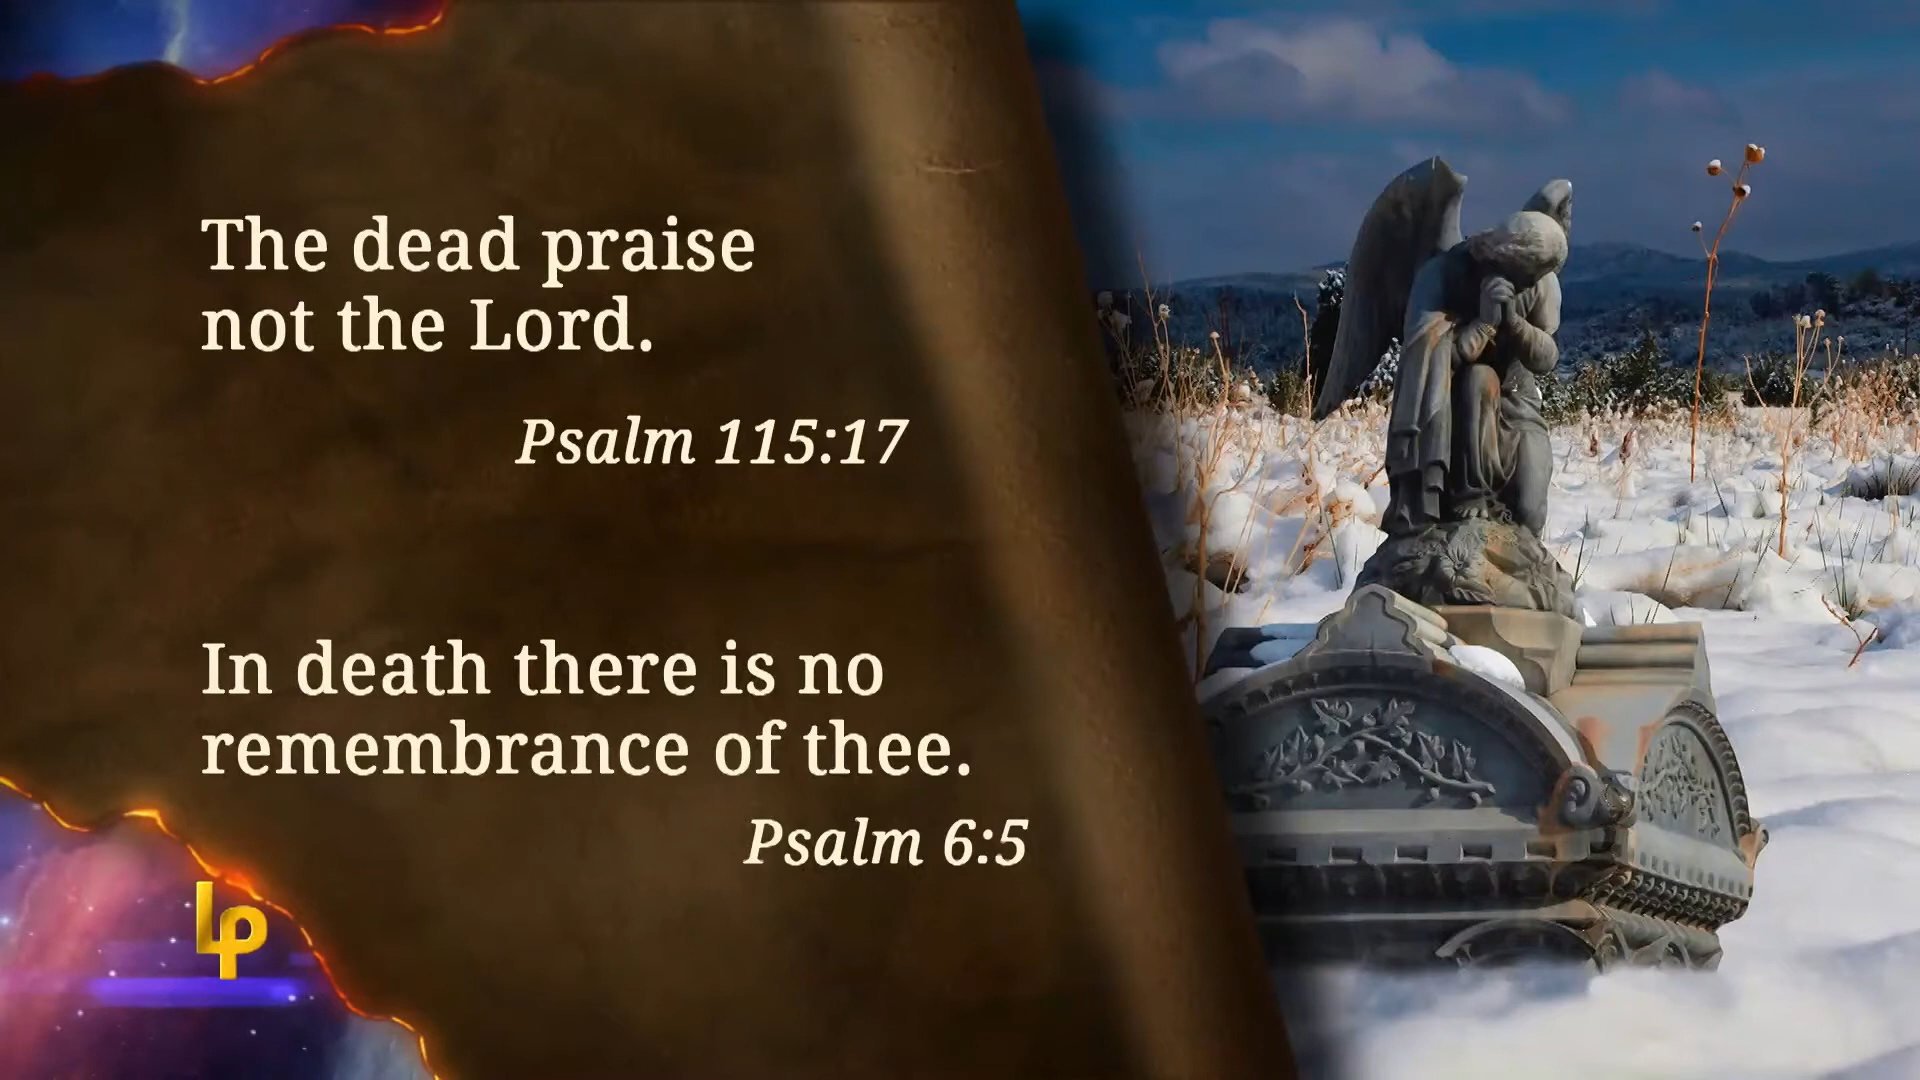 The dead praise
not the Lord.
Psalm 115:17
In death there is no
remembrance of thee.
Psalm 6:5
LP